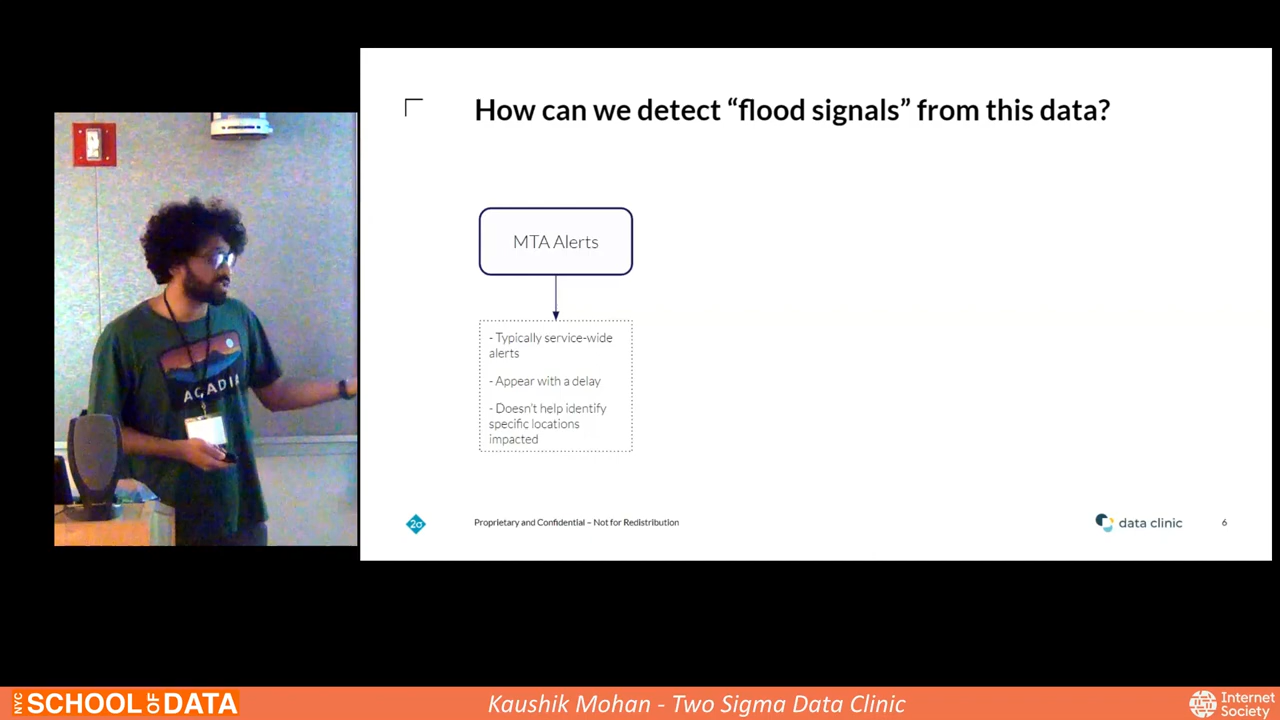 How can we detect “flood signals” from this data?
MTA Alerts
- Typically service-wide
alerts
- Appear with a delay
- Doesn't help identify
specific locations
impacted
ACADIA
2σ
Proprietary and Confidential – Not for Redistribution
data clinic
6
NYC SCHOOL OF DATA
Kaushik Mohan - Two Sigma Data Clinic
Internet
Society